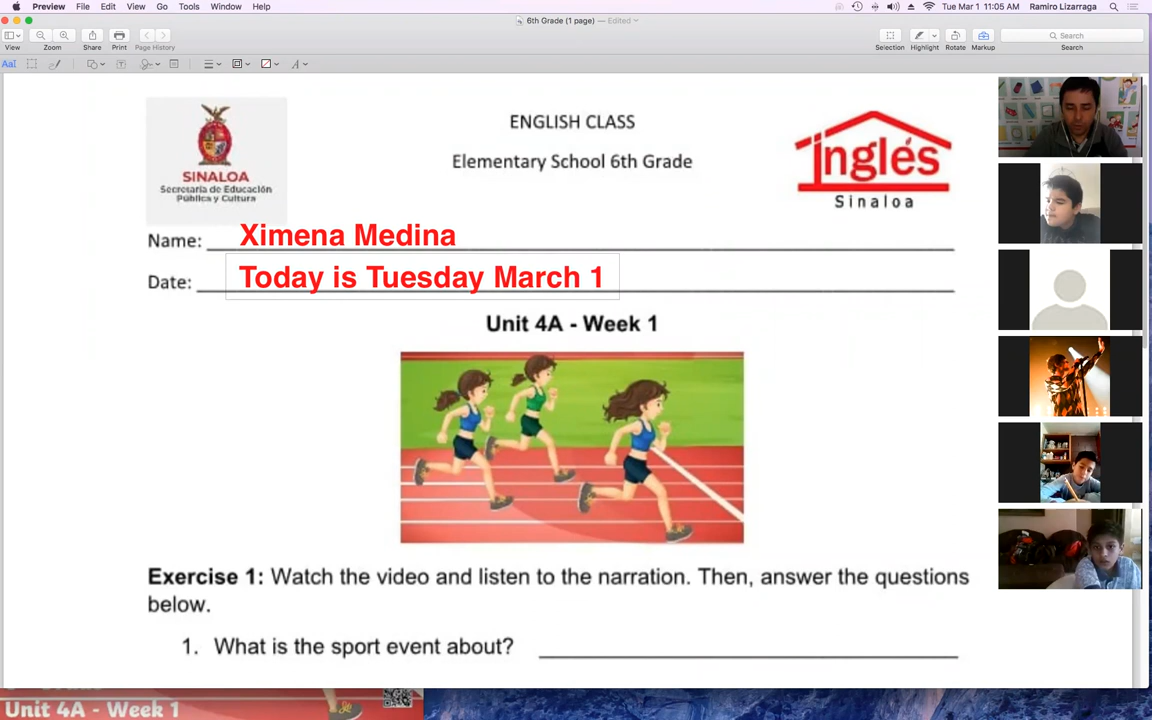 Preview File Edit View Go Tools Window Help Tue Mar 1 11:05 AM Ramiro Lizarraga
6th Grade (1 page) — Edited
View Zoom Share Print Page History Selection Highlight Rotate Markup Search
Search
AaI
ENGLISH CLASS
Elementary School 6th Grade
SINALOA
Secretaría de Educación
Pública y Cultura
Inglés
Sinaloa
Name: Ximena Medina
Date: Today is Tuesday March 1
Unit 4A - Week 1
Exercise 1: Watch the video and listen to the narration. Then, answer the questions
below.
1. What is the sport event about?
Unit 4A - Week 1